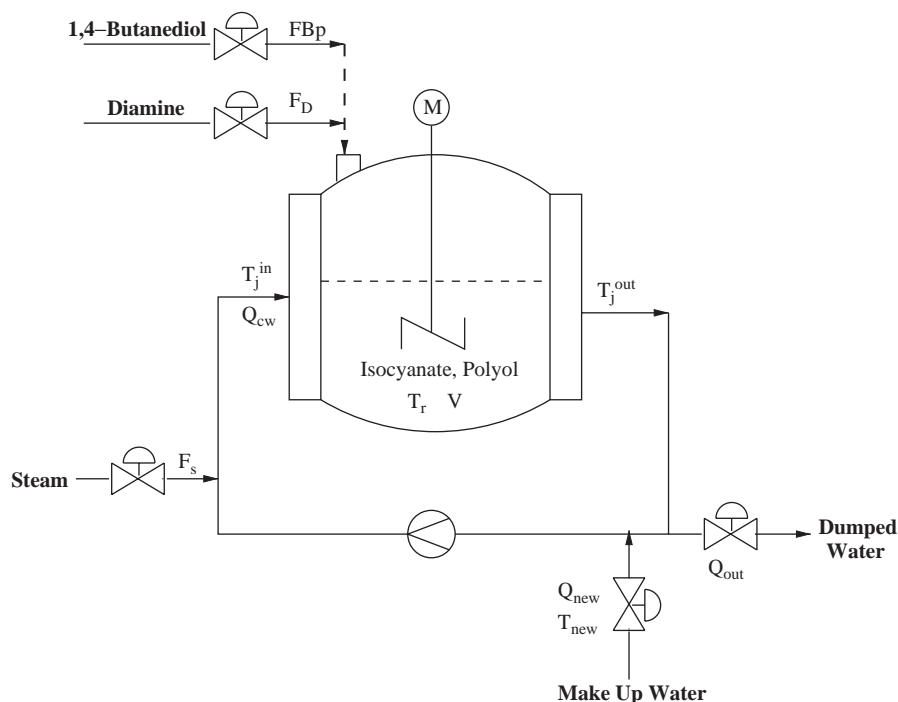 1,4−Butanediol
FBp
Diamine
F_D
M
T_j^in
Q_cw
T_j^out
Isocyanate, Polyol
T_r V
Steam
F_s
Dumped
Water
Q_out
Q_new
T_new
Make Up Water